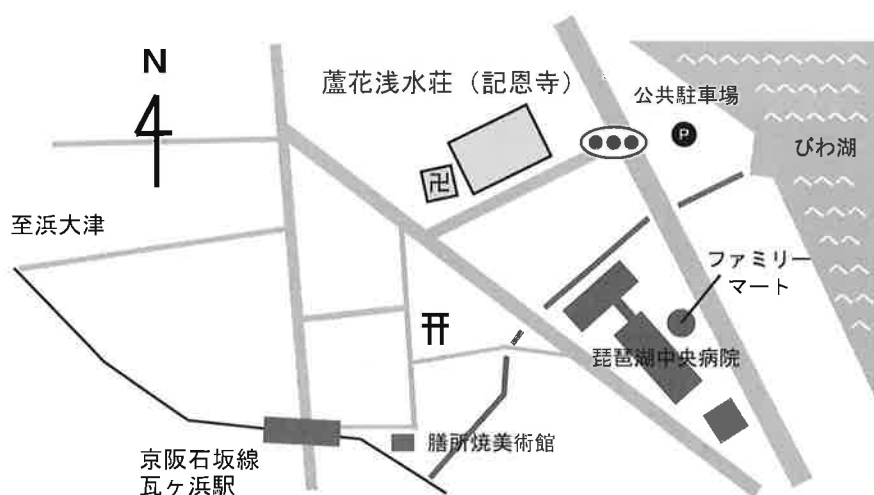 N
蘆花浅水荘（記恩寺）
公共駐車場
P
びわ湖
卍
至浜大津
ファミリー
マート
琵琶湖中央病院
膳所焼美術館
京阪石坂線
瓦ヶ浜駅